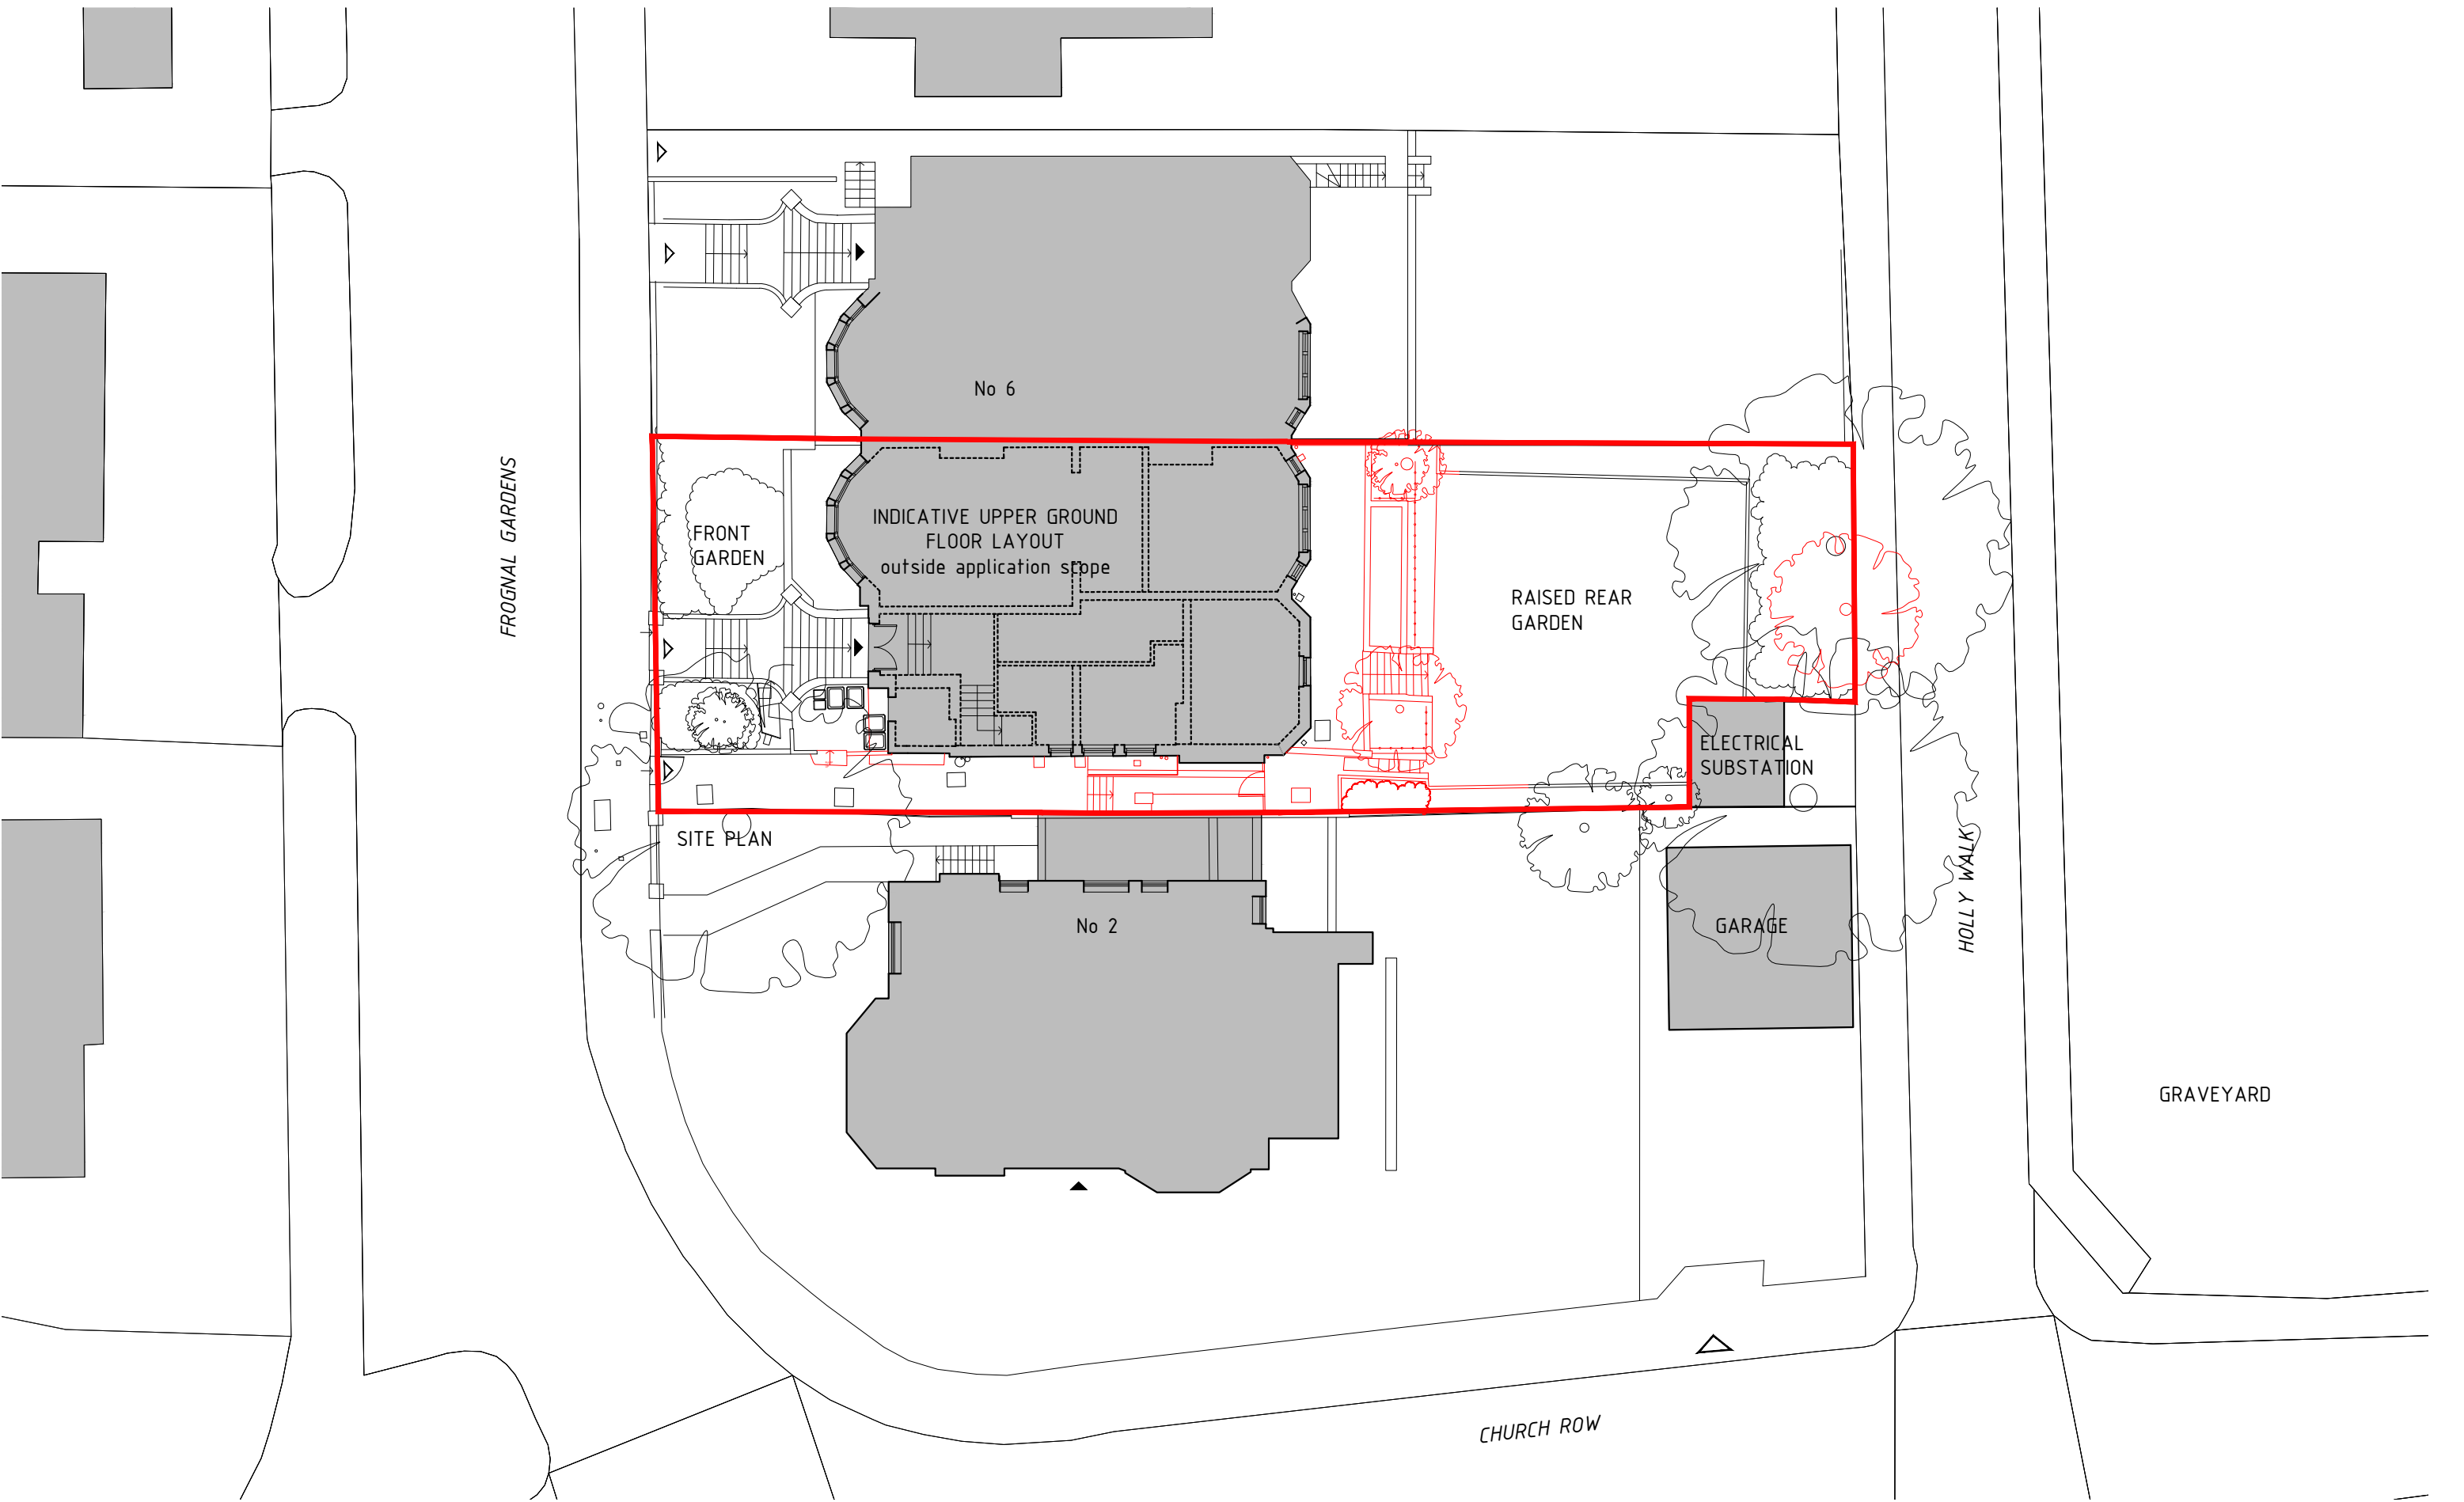 No 6
FROGNAL GARDENS
FRONT
GARDEN
INDICATIVE UPPER GROUND
FLOOR LAYOUT
outside application scope
RAISED REAR
GARDEN
ELECTRICAL
SUBSTATION
SITE PLAN
No 2
GARAGE
HOLLY WALK
GRAVEYARD
CHURCH ROW